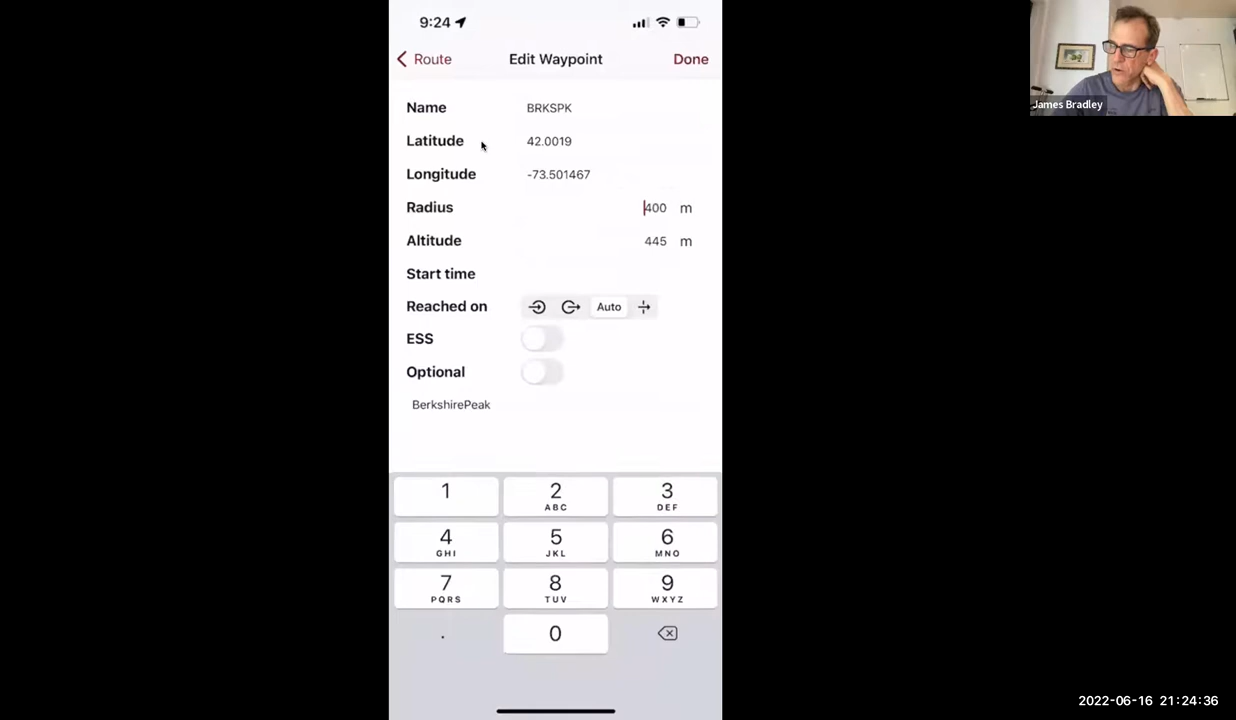 9:24
Route Edit Waypoint Done
Name BRKSPK
Latitude 42.0019
Longitude -73.501467
Radius 400 m
Altitude 445 m
Start time
Reached on Auto
ESS
Optional
BerkshirePeak
1 2 3
ABC DEF
4 5 6
GHI JKL MNO
7 8 9
PQRS TUV WXYZ
. 0
James Bradley
2022-06-16 21:24:36